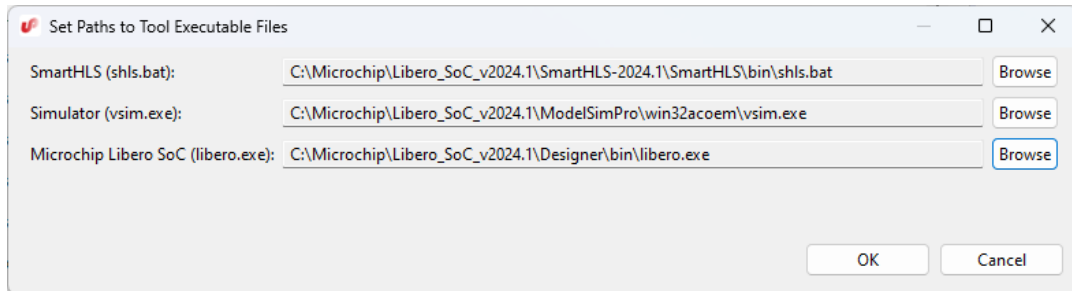 Set Paths to Tool Executable Files
SmartHLS (shls.bat): C:\Microchip\Libero_SoC_v2024.1\SmartHLS-2024.1\SmartHLS\bin\shls.bat Browse
Simulator (vsim.exe): C:\Microchip\Libero_SoC_v2024.1\ModelSimPro\win32acoem\vsim.exe Browse
Microchip Libero SoC (libero.exe): C:\Microchip\Libero_SoC_v2024.1\Designer\bin\libero.exe Browse
OK Cancel